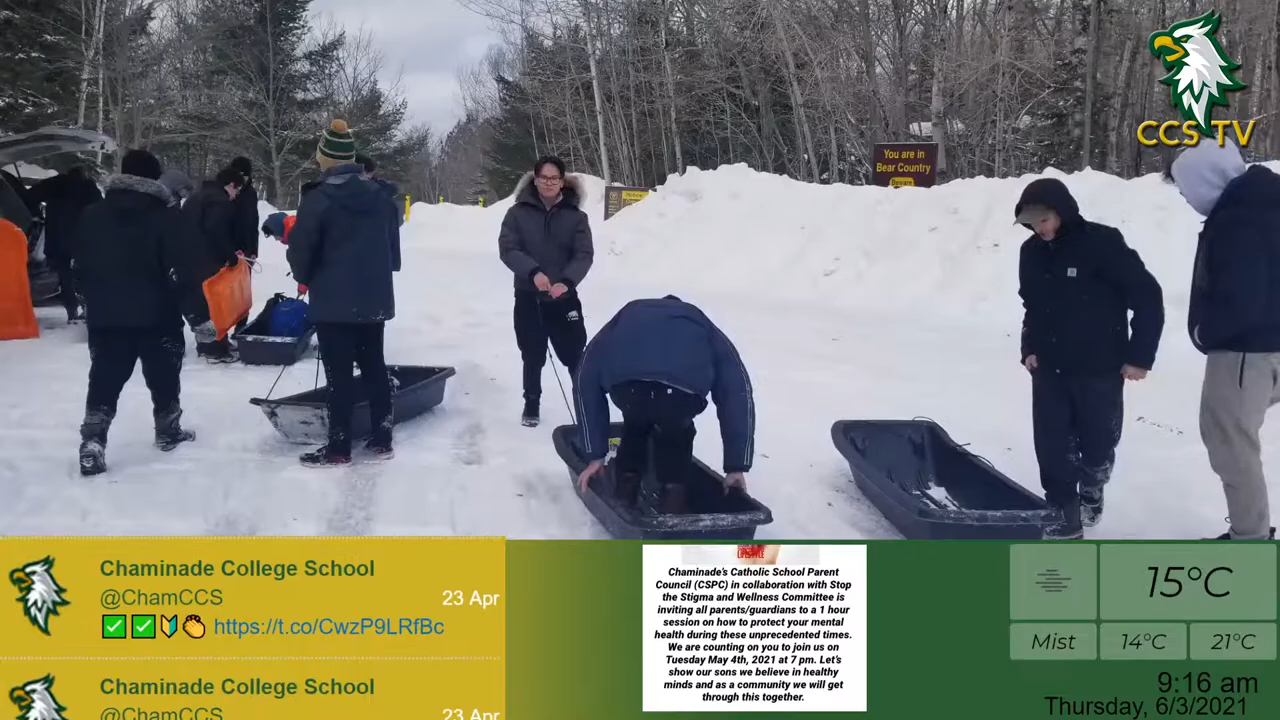 CCS TV
You are in
Bear Country
Beware
Chaminade College School
@ChamCCS
23 Apr
✅✅🔰👏 https://t.co/CwzP9LRfBc
Chaminade College School
@ChamCCS
23 Apr
LIFESTYLE
Chaminade's Catholic School Parent
Council (CSPC) in collaboration with Stop
the Stigma and Wellness Committee is
inviting all parents/guardians to a 1 hour
session on how to protect your mental
health during these unprecedented times.
We are counting on you to join us on
Tuesday May 4th, 2021 at 7 pm. Let's
show our sons we believe in healthy
minds and as a community we will get
through this together.
15°C
Mist
14°C
21°C
9:16 am
Thursday, 6/3/2021